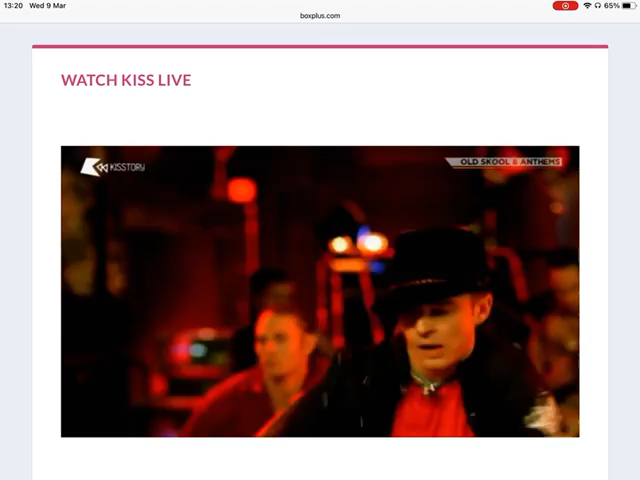 13:20 Wed 9 Mar
65%
boxplus.com
WATCH KISS LIVE
KISSTORY
OLD SKOOL & ANTHEMS